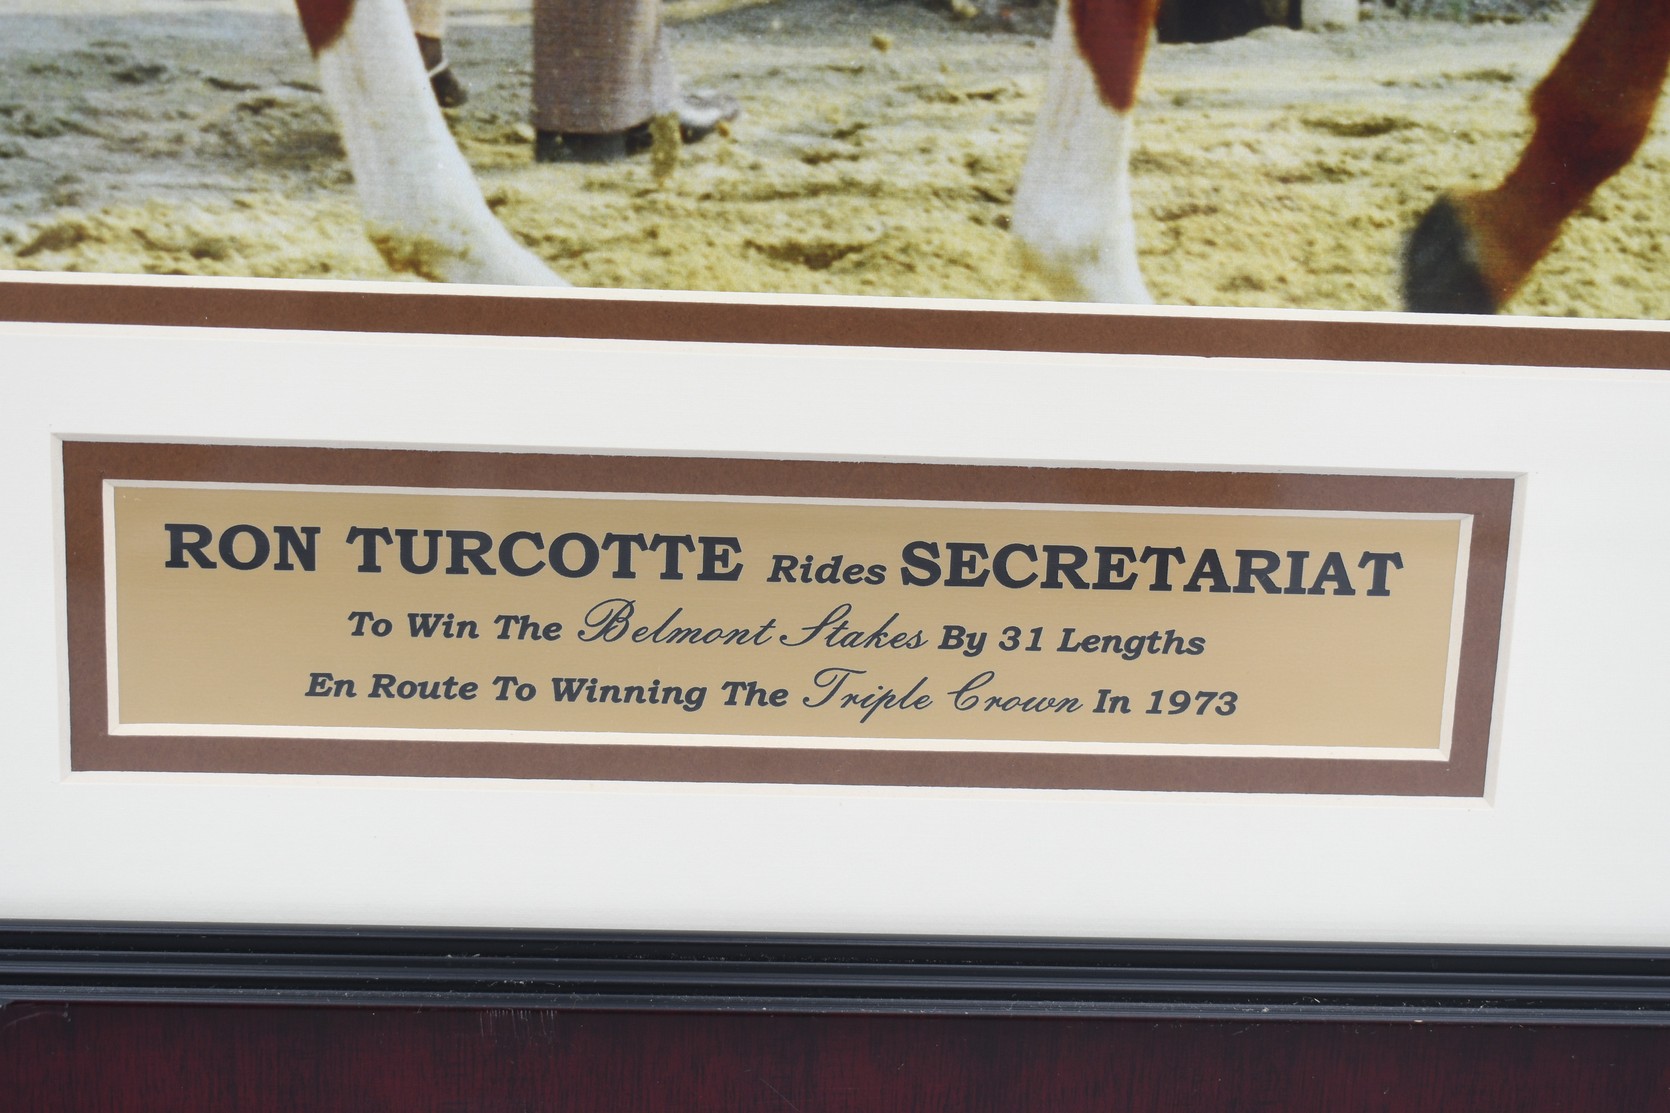 RON TURCOTTE Rides SECRETARIAT
To Win The Belmont Stakes By 31 Lengths
En Route To Winning The Triple Crown In 1973